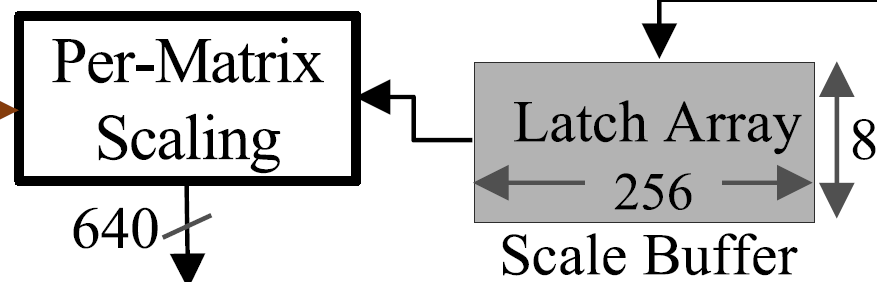 Per-Matrix
Scaling
640
Latch Array
256
8
Scale Buffer